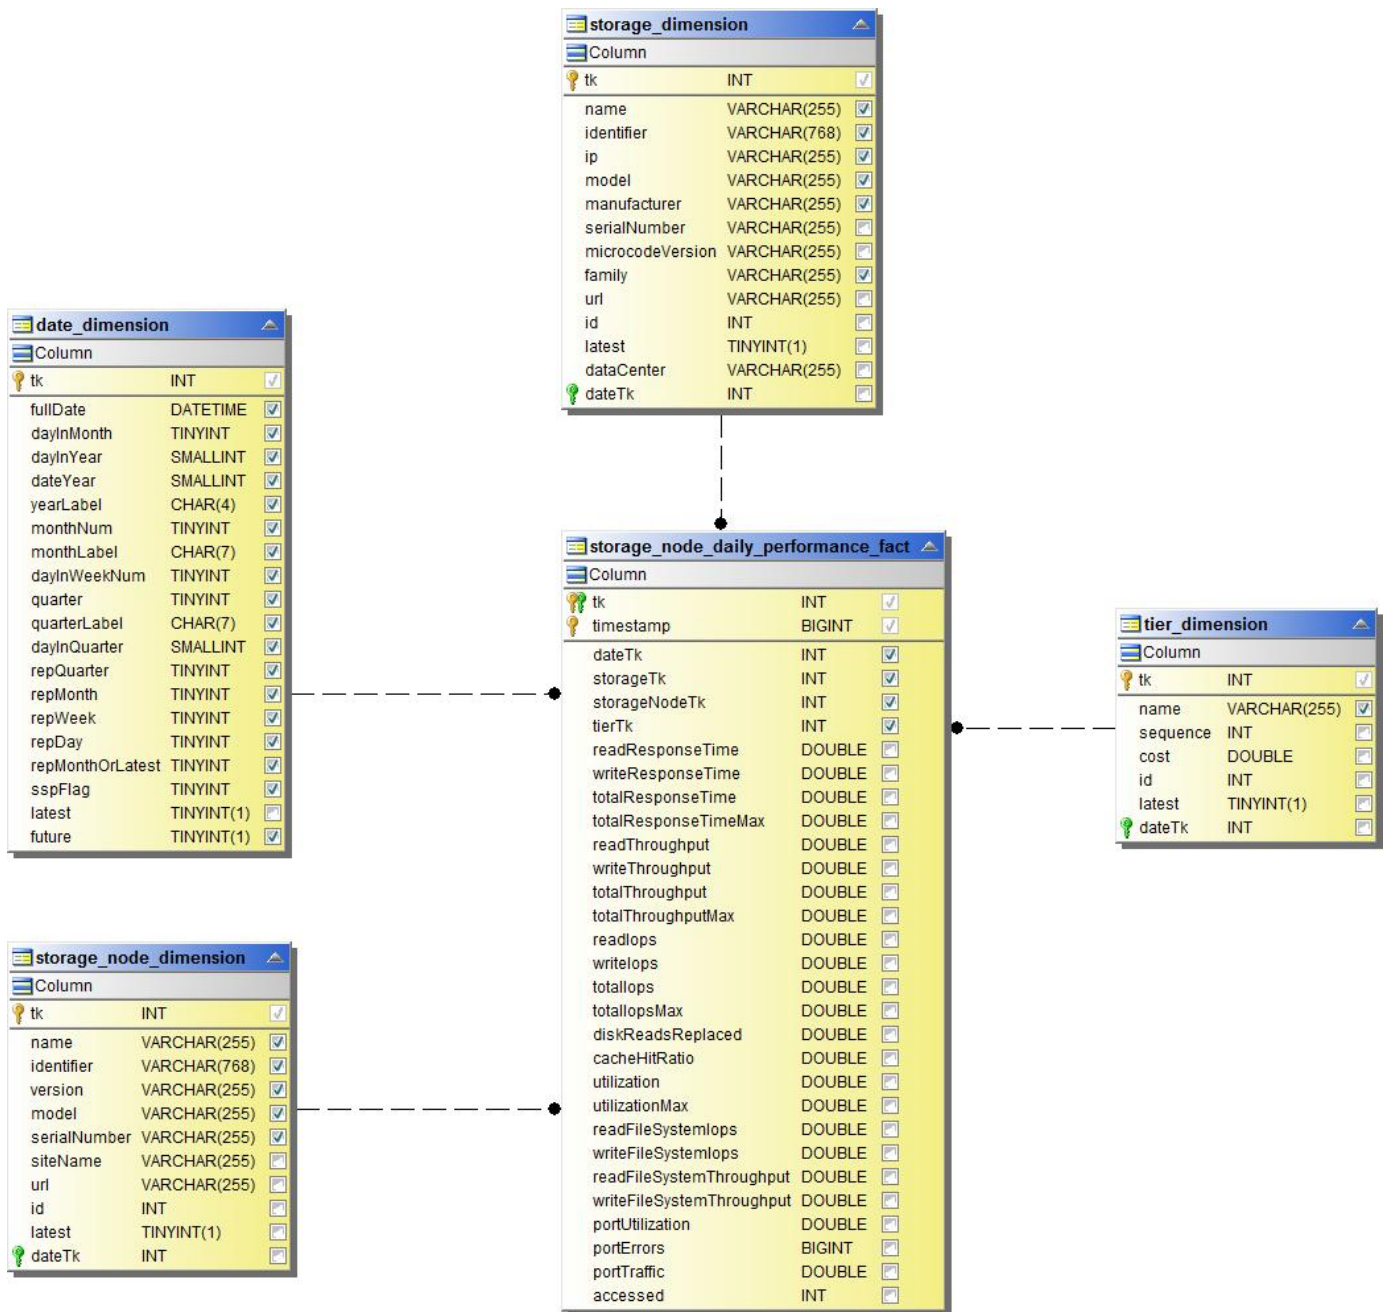 storage_dimension
Column
tk INT
name VARCHAR(255)
identifier VARCHAR(768)
ip VARCHAR(255)
model VARCHAR(255)
manufacturer VARCHAR(255)
serialNumber VARCHAR(255)
microcodeVersion VARCHAR(255)
family VARCHAR(255)
url VARCHAR(255)
id INT
latest TINYINT(1)
dataCenter VARCHAR(255)
dateTk INT
date_dimension
Column
tk INT
fullDate DATETIME
dayInMonth TINYINT
dayInYear SMALLINT
dateYear SMALLINT
yearLabel CHAR(4)
monthNum TINYINT
monthLabel CHAR(7)
dayInWeekNum TINYINT
quarter TINYINT
quarterLabel CHAR(7)
dayInQuarter SMALLINT
repQuarter TINYINT
repMonth TINYINT
repWeek TINYINT
repDay TINYINT
repMonthOrLatest TINYINT
sspFlag TINYINT
latest TINYINT(1)
future TINYINT(1)
storage_node_daily_performance_fact
Column
tk INT
timestamp BIGINT
dateTk INT
storageTk INT
storageNodeTk INT
tierTk INT
readResponseTime DOUBLE
writeResponseTime DOUBLE
totalResponseTime DOUBLE
totalResponseTimeMax DOUBLE
readThroughput DOUBLE
writeThroughput DOUBLE
totalThroughput DOUBLE
totalThroughputMax DOUBLE
readIops DOUBLE
writeIops DOUBLE
totalIops DOUBLE
totalIopsMax DOUBLE
diskReadsReplaced DOUBLE
cacheHitRatio DOUBLE
utilization DOUBLE
utilizationMax DOUBLE
readFileSystemIops DOUBLE
writeFileSystemIops DOUBLE
readFileSystemThroughput DOUBLE
writeFileSystemThroughput DOUBLE
portUtilization DOUBLE
portErrors BIGINT
portTraffic DOUBLE
accessed INT
tier_dimension
Column
tk INT
name VARCHAR(255)
sequence INT
cost DOUBLE
id INT
latest TINYINT(1)
dateTk INT
storage_node_dimension
Column
tk INT
name VARCHAR(255)
identifier VARCHAR(768)
version VARCHAR(255)
model VARCHAR(255)
serialNumber VARCHAR(255)
siteName VARCHAR(255)
url VARCHAR(255)
id INT
latest TINYINT(1)
dateTk INT